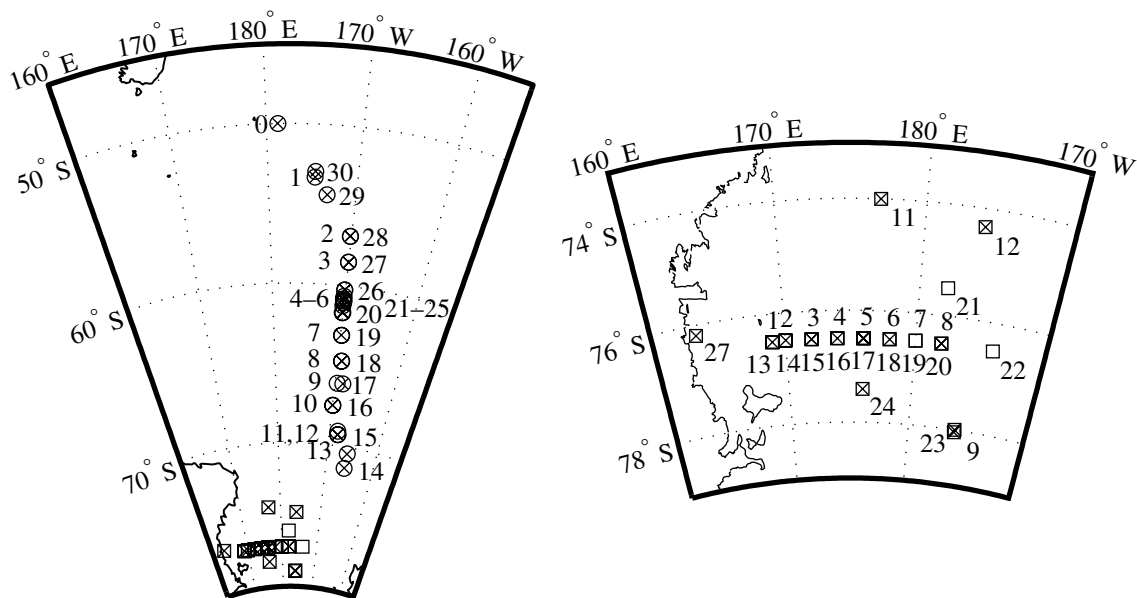 160° E
170° E
180° E
170° W
160° W
50° S
60° S
70° S
0
1
30
29
2
28
3
27
26
4–6
21–25
20
7
19
8
18
9
17
10
16
11,12
15
13
14
160° E
170° E
180° E
170° W
74° S
76° S
78° S
11
12
21
12 3 4 5 6 7 8
27
13 14 15 16 17 18 19 20
22
24
23
9